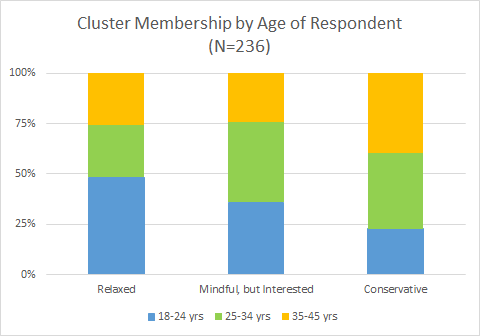 Cluster Membership by Age of Respondent
(N=236)
100%
75%
50%
25%
0%
Relaxed Mindful, but Interested Conservative
18-24 yrs 25-34 yrs 35-45 yrs